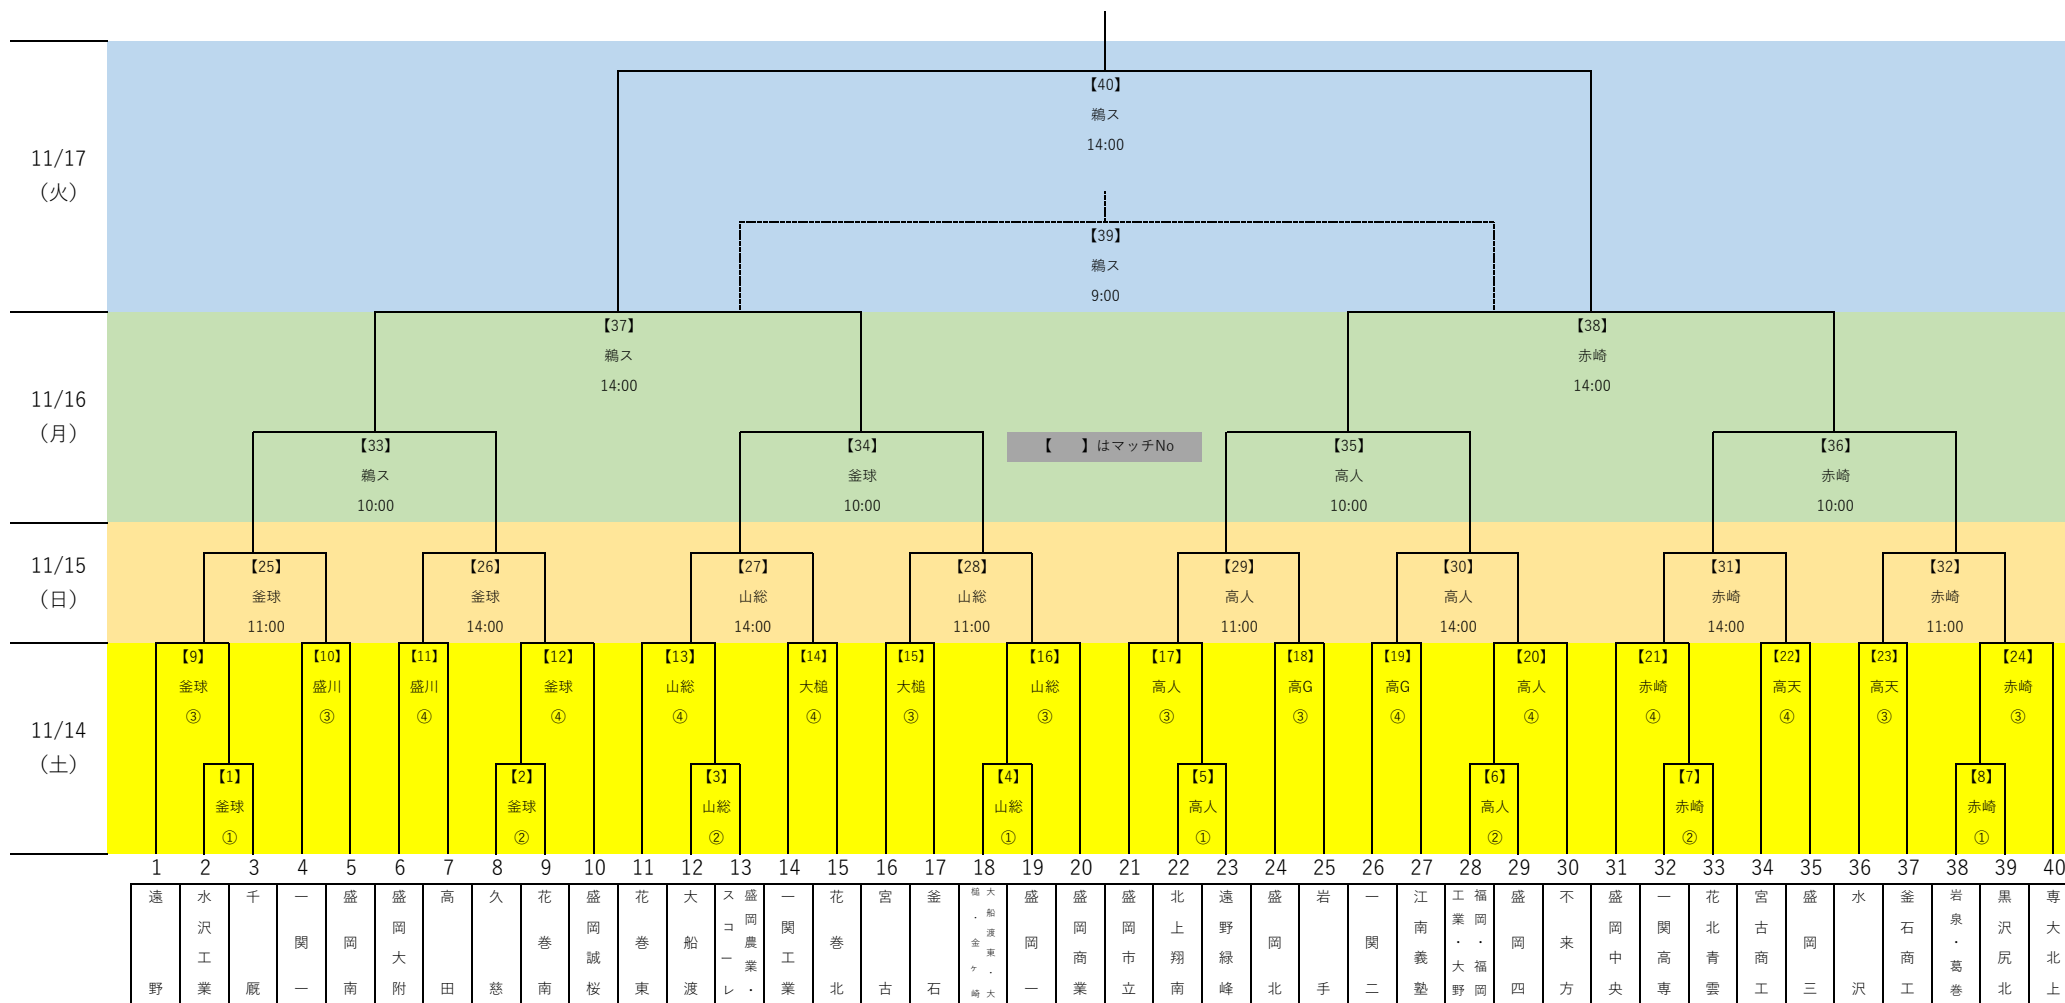 【40】
鵜ス
14:00
11/17
（火）
【39】
鵜ス
9:00
【37】
鵜ス
14:00
【38】
赤崎
14:00
11/16
（月）
【33】
鵜ス
10:00
【34】
釜球
10:00
【　　】はマッチNo
【35】
高人
10:00
【36】
赤崎
10:00
11/15
（日）
【25】
釜球
11:00
【26】
釜球
14:00
【27】
山総
14:00
【28】
山総
11:00
【29】
高人
11:00
【30】
高人
14:00
【31】
赤崎
14:00
【32】
赤崎
11:00
11/14
（土）
【9】
釜球
③
【10】
盛川
③
【11】
盛川
④
【12】
釜球
④
【13】
山総
④
【14】
大槌
④
【15】
大槌
③
【16】
山総
③
【17】
高人
③
【18】
高G
③
【19】
高G
④
【20】
高人
④
【21】
赤崎
④
【22】
高天
④
【23】
高天
③
【24】
赤崎
③
【1】
釜球
①
【2】
釜球
②
【3】
山総
②
【4】
山総
①
【5】
高人
①
【6】
高人
②
【7】
赤崎
②
【8】
赤崎
①
1 2 3 4 5 6 7 8 9 10 11 12 13 14 15 16 17 18 19 20 21 22 23 24 25 26 27 28 29 30 31 32 33 34 35 36 37 38 39 40
遠野
水沢工業
千厩
一関一
盛岡南
盛岡大附
高田
久慈
花巻南
盛岡誠桜
花巻東
大船渡
盛岡農業・
スコーレ
一関工業
花巻北
宮古
釜石
大船渡東・大
槌・金ヶ崎
盛岡一
盛岡商業
盛岡市立
北上翔南
遠野緑峰
盛岡北
岩手
一関二
江南義塾
福岡・福岡
工業・大野
盛岡四
不来方
盛岡中央
一関高専
花北青雲
宮古商工
盛岡三
水沢
釜石商工
岩泉・葛巻
黒沢尻北
専大北上